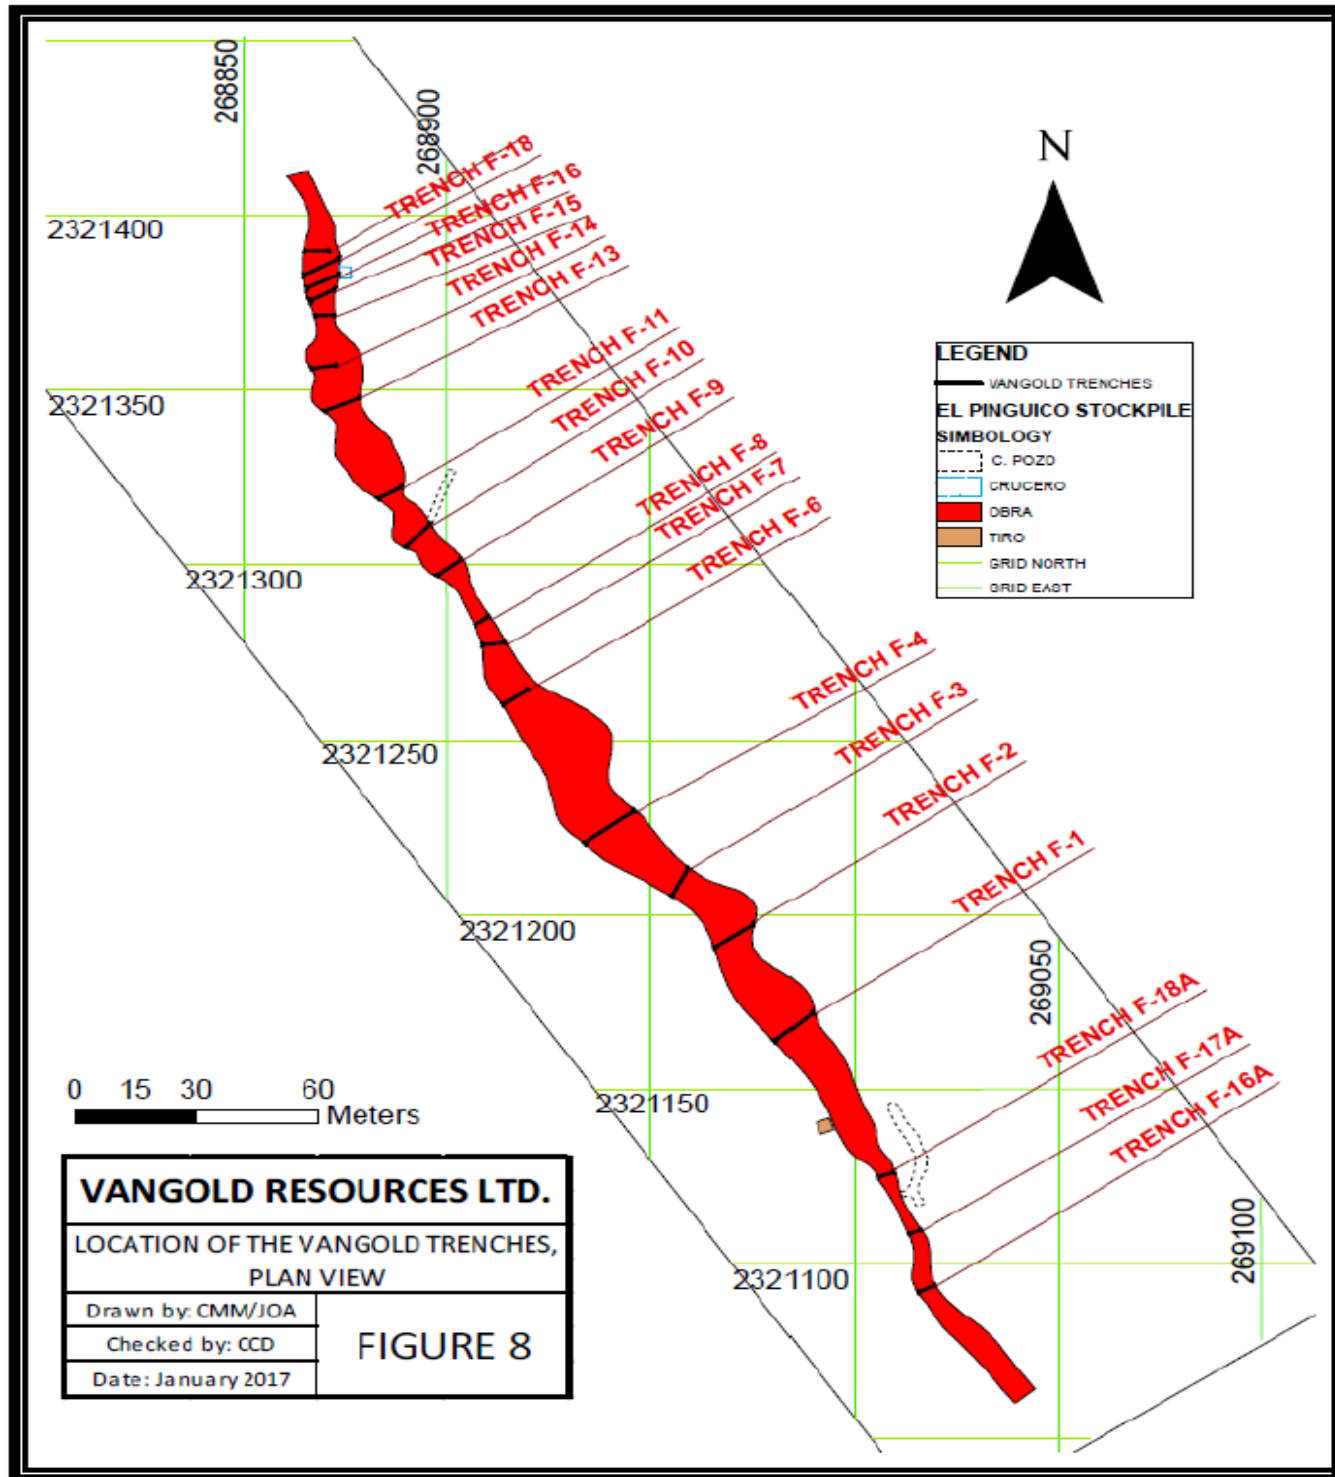 268850
268900
N
TRENCH F-18
TRENCH F-16
TRENCH F-15
TRENCH F-14
TRENCH F-13
TRENCH F-11
TRENCH F-10
TRENCH F-9
TRENCH F-8
TRENCH F-7
TRENCH F-6
TRENCH F-4
TRENCH F-3
TRENCH F-2
TRENCH F-1
TRENCH F-18A
TRENCH F-17A
TRENCH F-16A
2321400
2321350
2321300
2321250
2321200
2321150
2321100
269050
269100
LEGEND
VANGOLD TRENCHES
EL PINGUICO STOCKPILE
SIMBOLOGY
C. POZO
CRUCERO
OBRA
TIRO
GRID NORTH
GRID EAST
0 15 30 60
Meters
VANGOLD RESOURCES LTD.
LOCATION OF THE VANGOLD TRENCHES,
PLAN VIEW
Drawn by: CMM/JOA
Checked by: CCD
Date: January 2017
FIGURE 8